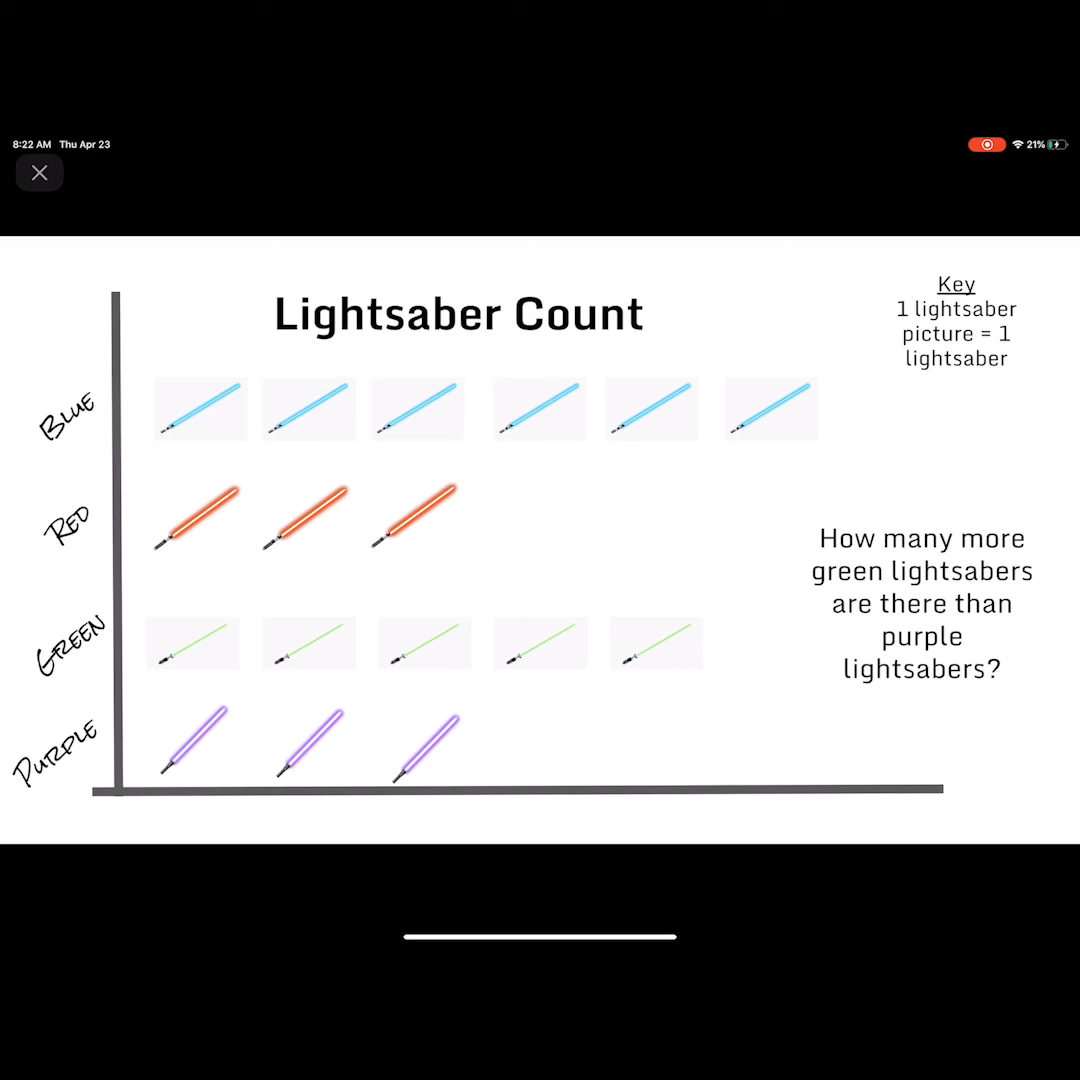 8:22 AM Thu Apr 23
21%
Lightsaber Count
Key
1 lightsaber
picture = 1
lightsaber
Blue
Red
Green
Purple
How many more
green lightsabers
are there than
purple
lightsabers?